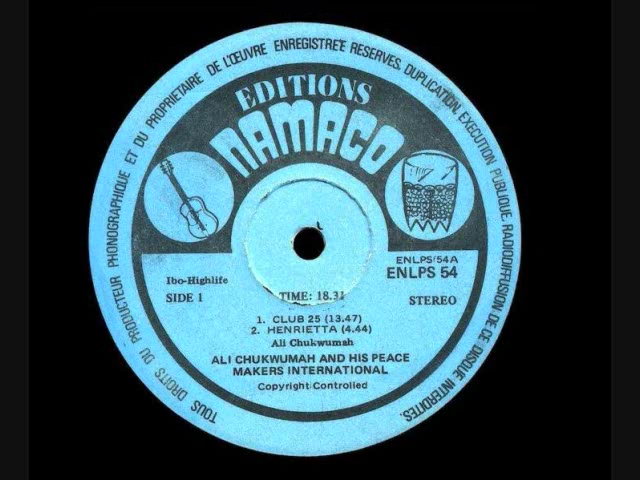 TOUS DROITS DU PRODUCTEUR PHONOGRAPHIQUE ET DU PROPRIETAIRE DE L'ŒUVRE ENREGISTREE RESERVES. DUPLICATION, EXECUTION PUBLIQUE, RADIODIFFUSION DE CE DISQUE INTERDITES.
EDITIONS
NAMACO
ENLPS 54A
ENLPS 54
Ibo-Highlife
SIDE 1
TIME: 18.31
STEREO
1. CLUB 25 (13.47)
2. HENRIETTA (4.44)
Ali Chukwumah
ALI CHUKWUMAH AND HIS PEACE
MAKERS INTERNATIONAL
Copyright Controlled